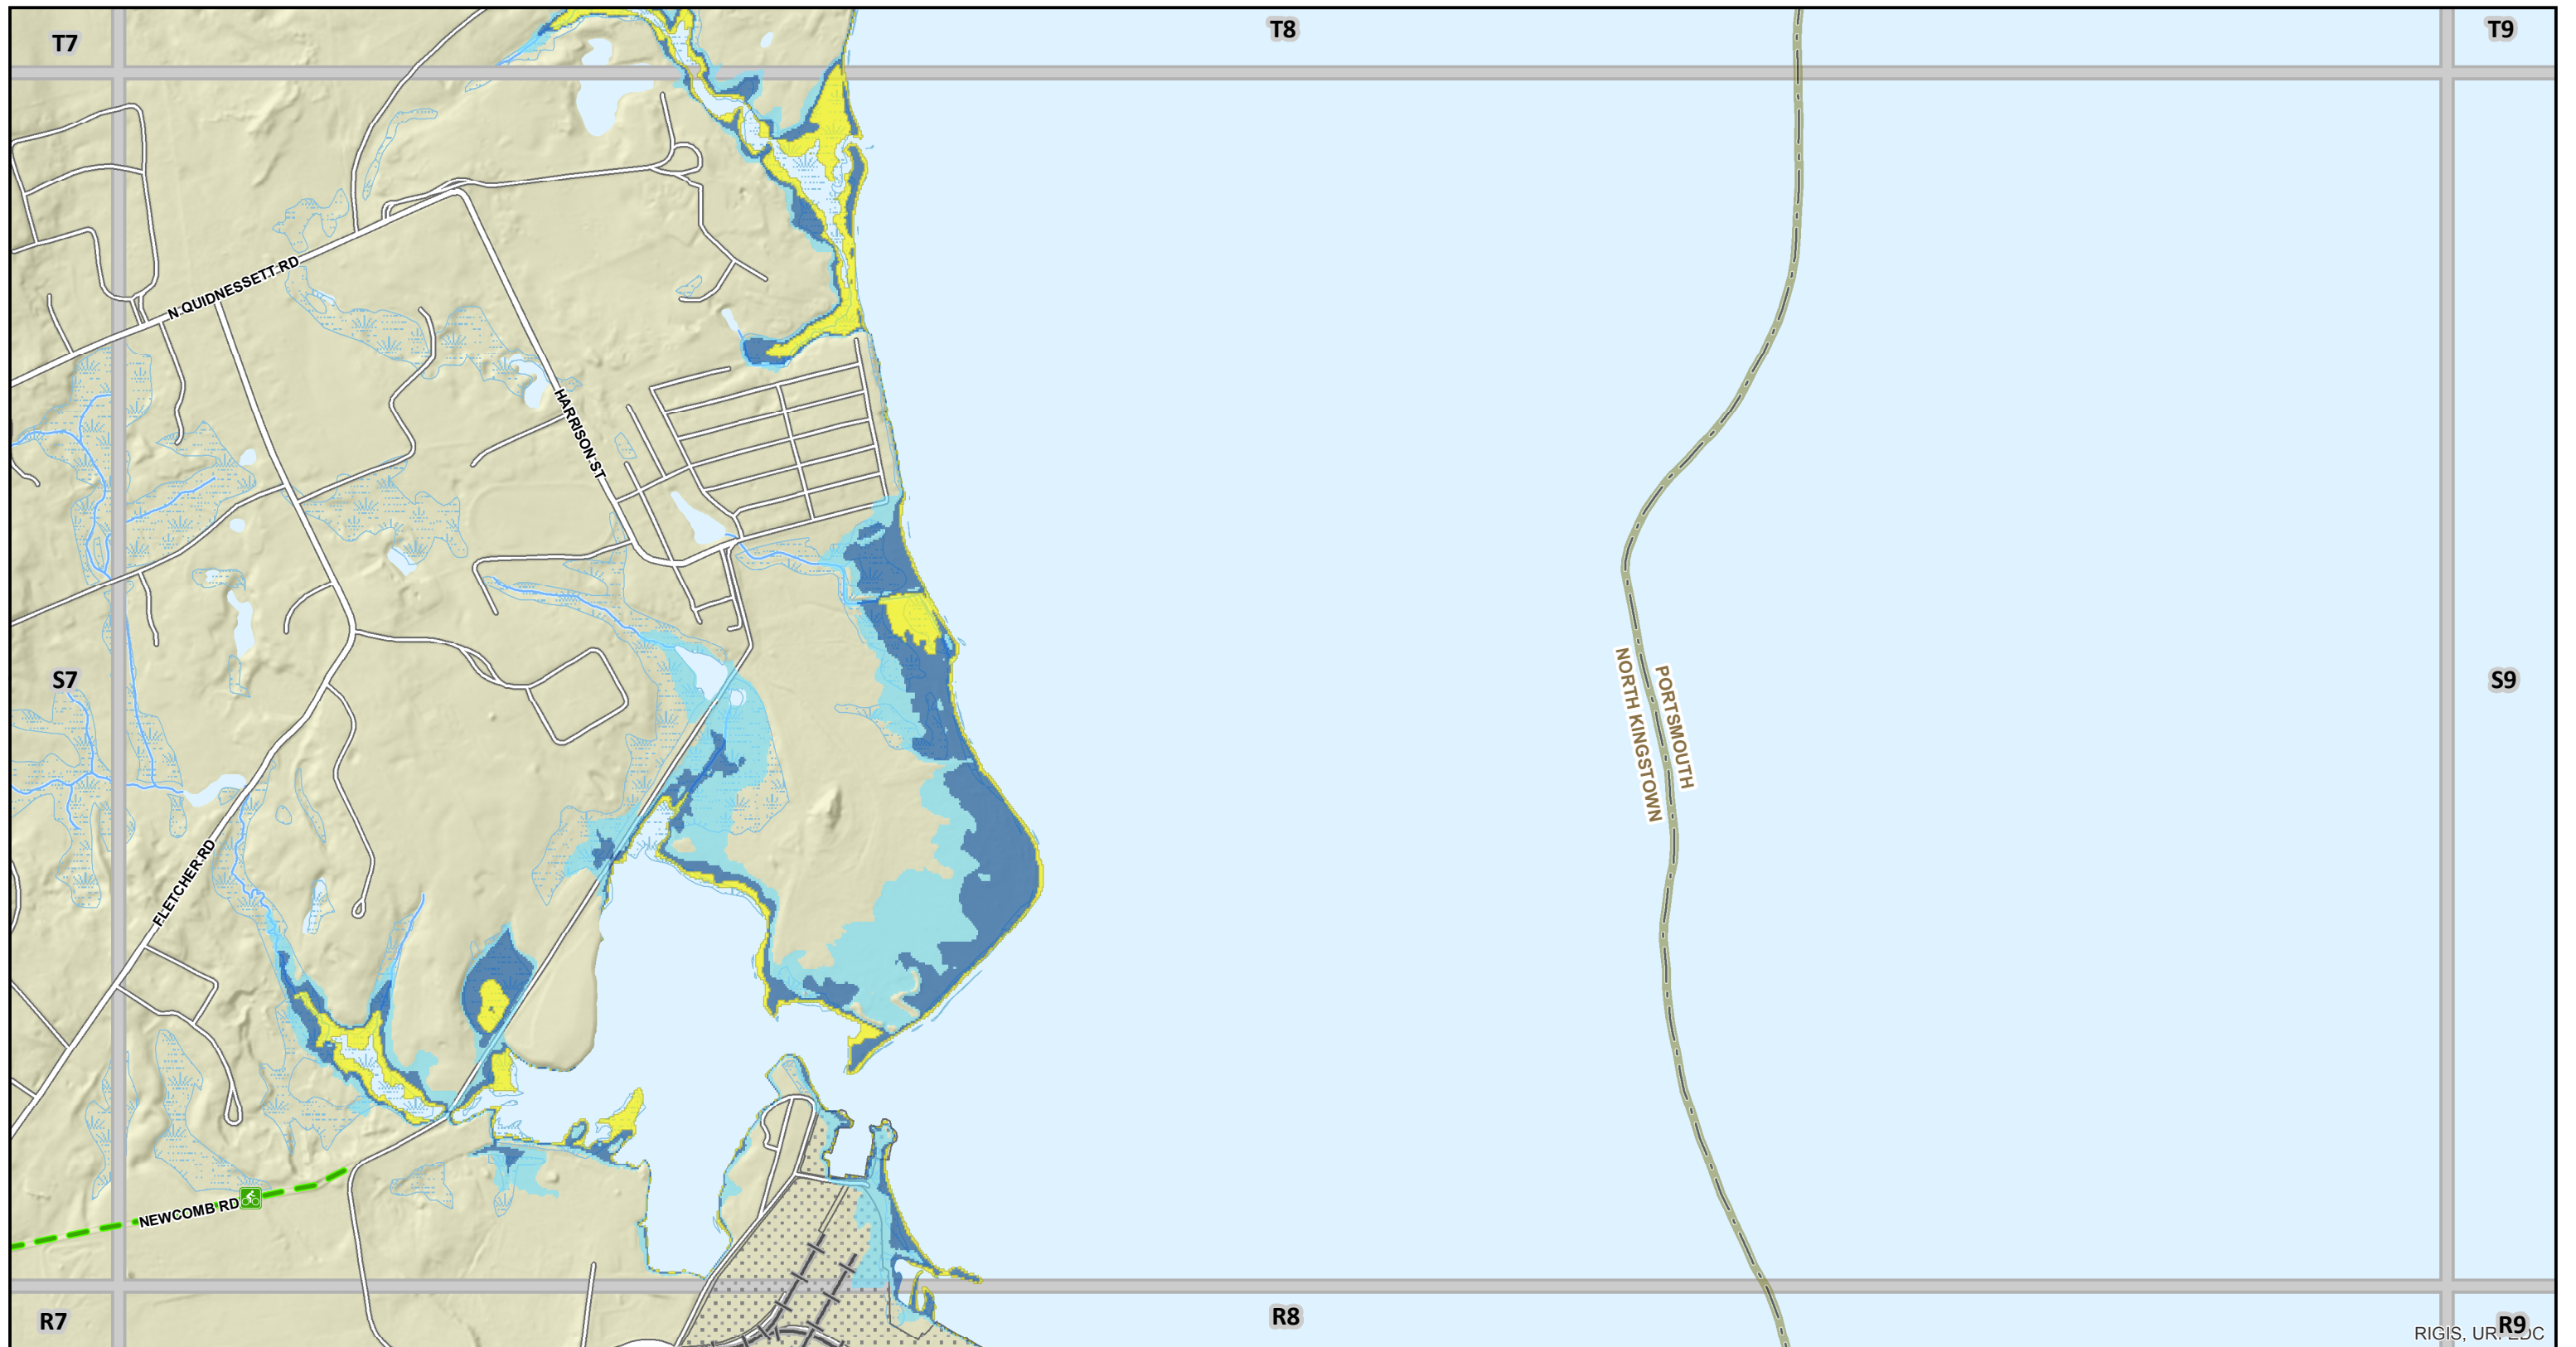 T7
T8
T9
N QUIDNESSETT RD
HARRISON ST
S7
NORTH KINGSTOWN
PORTSMOUTH
S9
FLETCHER RD
NEWCOMB RD
R7
R8
R9
RIGIS,